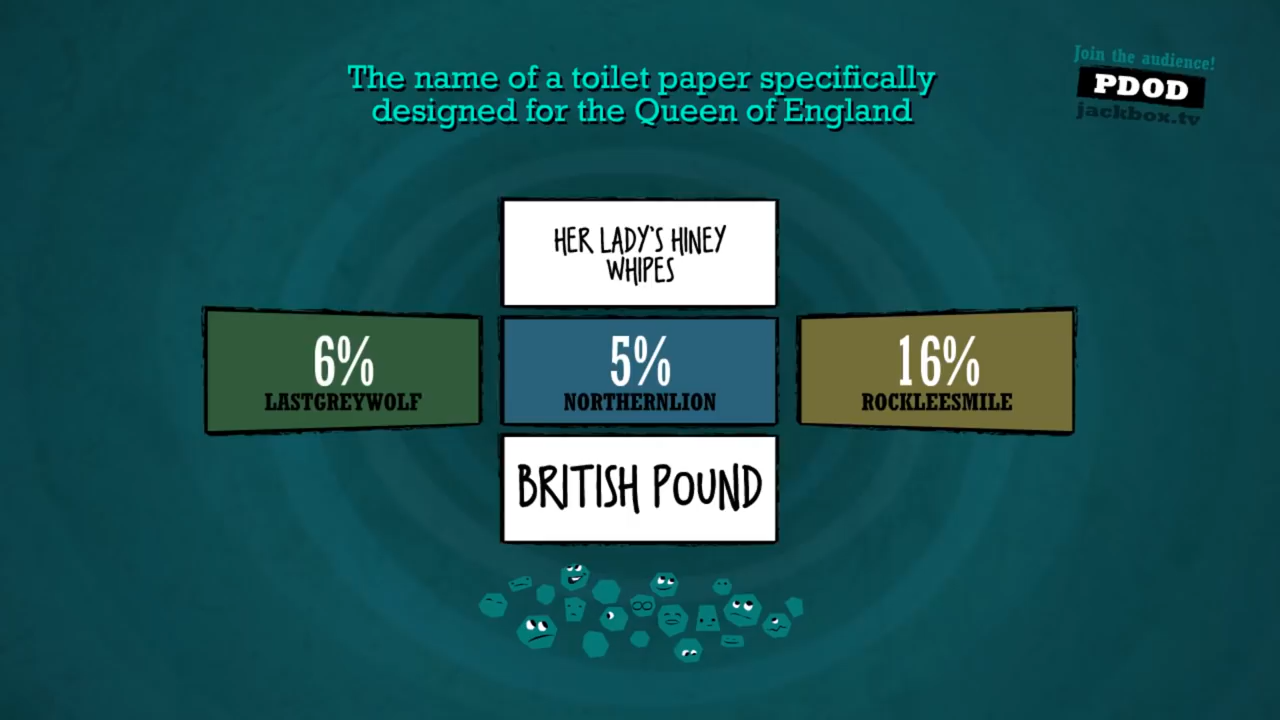 The name of a toilet paper specifically
designed for the Queen of England
Join the audience!
PDOD
jackbox.tv
HER LADY'S HINEY
WHIPES
6%
LASTGREYWOLF
5%
NORTHERNLION
16%
ROCKLEESMILE
BRITISH POUND